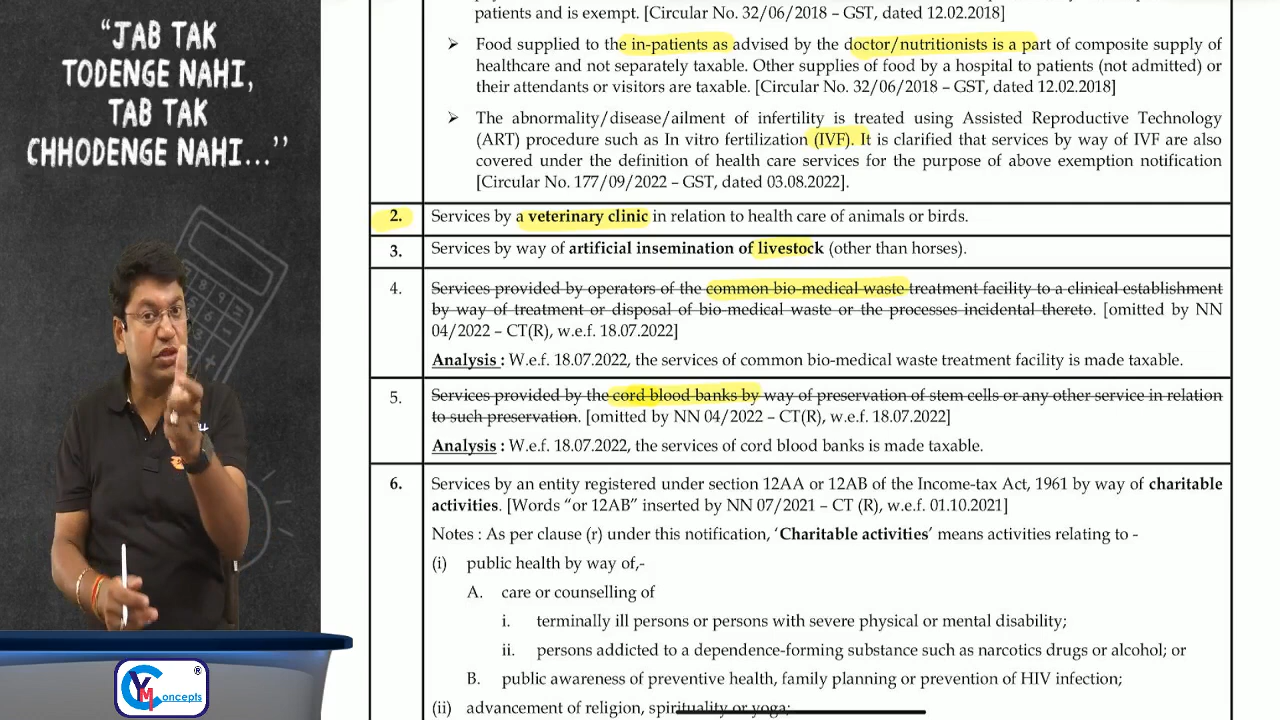 “JAB TAK
TODENGE NAHI,
TAB TAK
CHHODENGE NAHI...’’
patients and is exempt. [Circular No. 32/06/2018 – GST, dated 12.02.2018]
➢ Food supplied to the in-patients as advised by the doctor/nutritionists is a part of composite supply of
healthcare and not separately taxable. Other supplies of food by a hospital to patients (not admitted) or
their attendants or visitors are taxable. [Circular No. 32/06/2018 – GST, dated 12.02.2018]
➢ The abnormality/disease/ailment of infertility is treated using Assisted Reproductive Technology
(ART) procedure such as In vitro fertilization (IVF). It is clarified that services by way of IVF are also
covered under the definition of health care services for the purpose of above exemption notification
[Circular No. 177/09/2022 – GST, dated 03.08.2022].
2. Services by a veterinary clinic in relation to health care of animals or birds.
3. Services by way of artificial insemination of livestock (other than horses).
4. Services provided by operators of the common bio-medical waste treatment facility to a clinical establishment
by way of treatment or disposal of bio-medical waste or the processes incidental thereto. [omitted by NN
04/2022 – CT(R), w.e.f. 18.07.2022]
Analysis : W.e.f. 18.07.2022, the services of common bio-medical waste treatment facility is made taxable.
5. Services provided by the cord blood banks by way of preservation of stem cells or any other service in relation
to such preservation. [omitted by NN 04/2022 – CT(R), w.e.f. 18.07.2022]
Analysis : W.e.f. 18.07.2022, the services of cord blood banks is made taxable.
6. Services by an entity registered under section 12AA or 12AB of the Income-tax Act, 1961 by way of charitable
activities. [Words “or 12AB” inserted by NN 07/2021 – CT (R), w.e.f. 01.10.2021]
Notes : As per clause (r) under this notification, ‘Charitable activities’ means activities relating to -
(i) public health by way of,-
A. care or counselling of
i. terminally ill persons or persons with severe physical or mental disability;
ii. persons addicted to a dependence-forming substance such as narcotics drugs or alcohol; or
B. public awareness of preventive health, family planning or prevention of HIV infection;
(ii) advancement of religion, spirituality or yoga;
YM Concepts
®